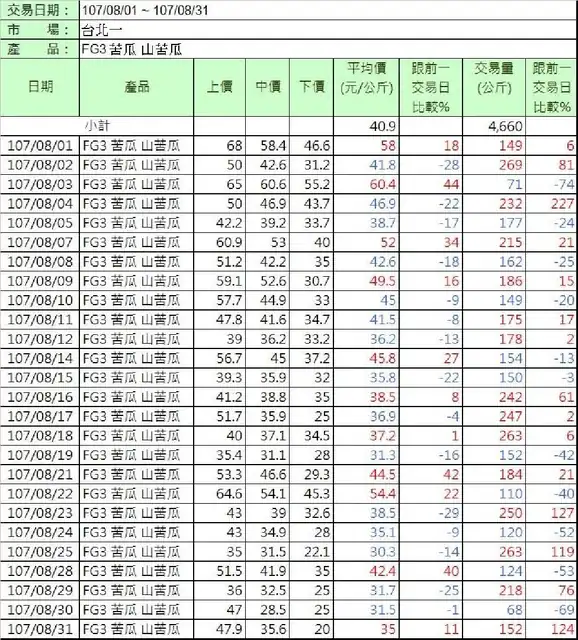 交易日期： 107/08/01 ~ 107/08/31
市 場： 台北一
產 品： FG3 苦瓜 山苦瓜
日期 產品 上價 中價 下價 平均價 (元/公斤) 跟前一交易日比較% 交易量 (公斤) 跟前一交易日比較%
小計 40.9 4,660
107/08/01 FG3 苦瓜 山苦瓜 68 58.4 46.6 58 18 149 6
107/08/02 FG3 苦瓜 山苦瓜 50 42.6 31.2 41.8 -28 269 81
107/08/03 FG3 苦瓜 山苦瓜 65 60.6 55.2 60.4 44 71 -74
107/08/04 FG3 苦瓜 山苦瓜 50 46.9 43.7 46.9 -22 232 227
107/08/05 FG3 苦瓜 山苦瓜 42.2 39.2 33.7 38.7 -17 177 -24
107/08/07 FG3 苦瓜 山苦瓜 60.9 53 40 52 34 215 21
107/08/08 FG3 苦瓜 山苦瓜 51.2 42.2 35 42.6 -18 162 -25
107/08/09 FG3 苦瓜 山苦瓜 59.1 52.6 30.7 49.5 16 186 15
107/08/10 FG3 苦瓜 山苦瓜 57.7 44.9 33 45 -9 149 -20
107/08/11 FG3 苦瓜 山苦瓜 47.8 41.6 34.7 41.5 -8 175 17
107/08/12 FG3 苦瓜 山苦瓜 39 36.2 33.2 36.2 -13 178 2
107/08/14 FG3 苦瓜 山苦瓜 56.7 45 37.2 45.8 27 154 -13
107/08/15 FG3 苦瓜 山苦瓜 39.3 35.9 32 35.8 -22 150 -3
107/08/16 FG3 苦瓜 山苦瓜 41.2 38.8 35 38.5 8 242 61
107/08/17 FG3 苦瓜 山苦瓜 51.7 35.9 25 36.9 -4 247 2
107/08/18 FG3 苦瓜 山苦瓜 40 37.1 34.5 37.2 1 263 6
107/08/19 FG3 苦瓜 山苦瓜 35.4 31.1 28 31.3 -16 152 -42
107/08/21 FG3 苦瓜 山苦瓜 53.3 46.6 29.3 44.5 42 184 21
107/08/22 FG3 苦瓜 山苦瓜 64.6 54.1 45.3 54.4 22 110 -40
107/08/23 FG3 苦瓜 山苦瓜 43 39 32.6 38.5 -29 250 127
107/08/24 FG3 苦瓜 山苦瓜 43 34.9 28 35.1 -9 120 -52
107/08/25 FG3 苦瓜 山苦瓜 35 31.5 22.1 30.3 -14 263 119
107/08/28 FG3 苦瓜 山苦瓜 51.5 41.9 35 42.4 40 124 -53
107/08/29 FG3 苦瓜 山苦瓜 36 32.5 25 31.7 -25 218 76
107/08/30 FG3 苦瓜 山苦瓜 47 28.5 25 31.5 -1 68 -69
107/08/31 FG3 苦瓜 山苦瓜 47.9 35.6 20 35 11 152 124